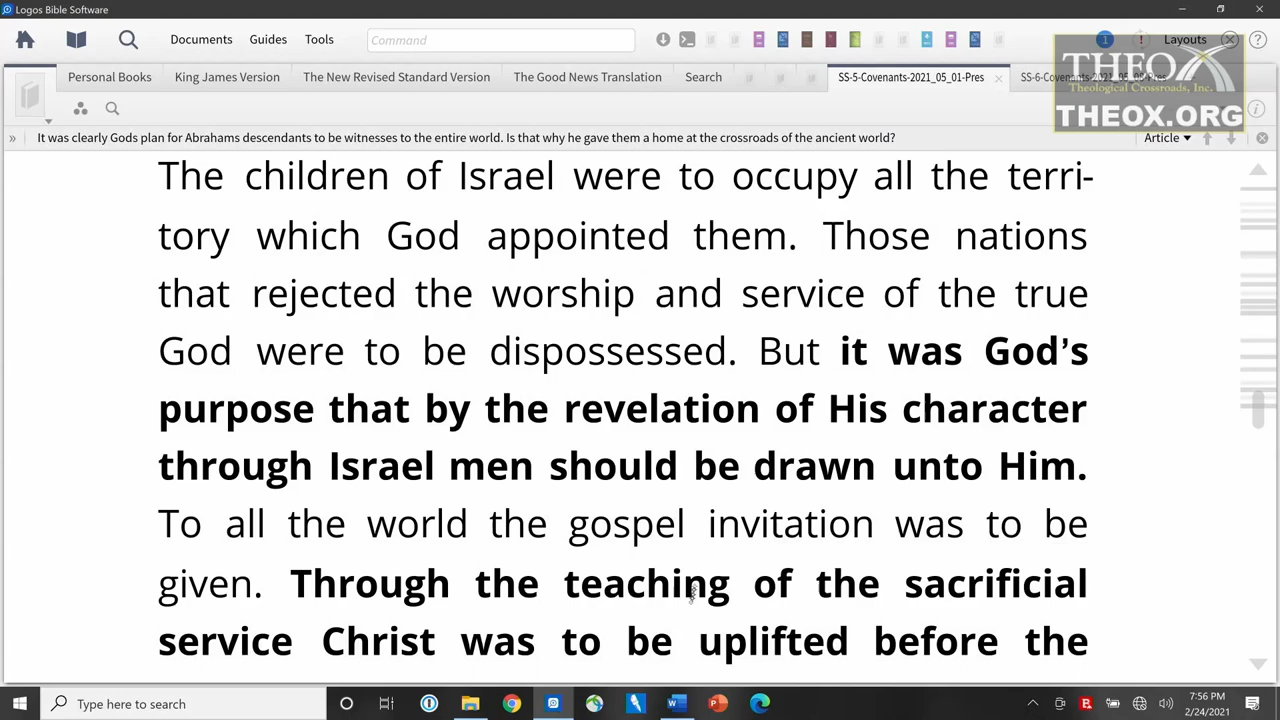 Logos Bible Software
Documents Guides Tools Command Layouts
THEOX
Theological Crossroads, Inc.
THEOX.ORG
Personal Books King James Version The New Revised Standard Version The Good News Translation Search SS-5-Covenants-2021_05_01-Pres
It was clearly Gods plan for Abrahams descendants to be witnesses to the entire world. Is that why he gave them a home at the crossroads of the ancient world? Article
The children of Israel were to occupy all the terri-
tory which God appointed them. Those nations
that rejected the worship and service of the true
God were to be dispossessed. But it was God's
purpose that by the revelation of His character
through Israel men should be drawn unto Him.
To all the world the gospel invitation was to be
given. Through the teaching of the sacrificial
service Christ was to be uplifted before the
Type here to search
7:56 PM
2/24/2021